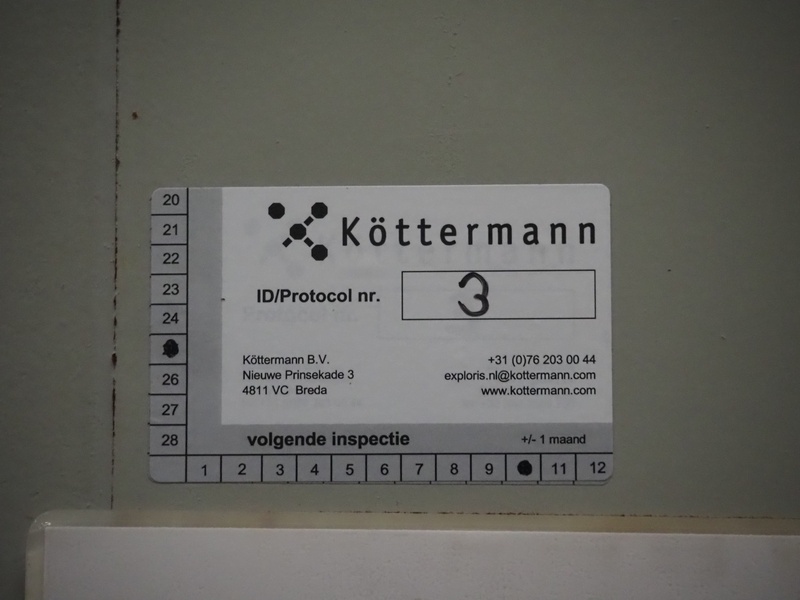 Köttermann
ID/Protocol nr. 3
Köttermann B.V.
Nieuwe Prinsekade 3
4811 VC Breda
+31 (0)76 203 00 44
exploris.nl@kottermann.com
www.kottermann.com
volgende inspectie
+/- 1 maand
20
21
22
23
24
26
27
28
1 2 3 4 5 6 7 8 9 11 12